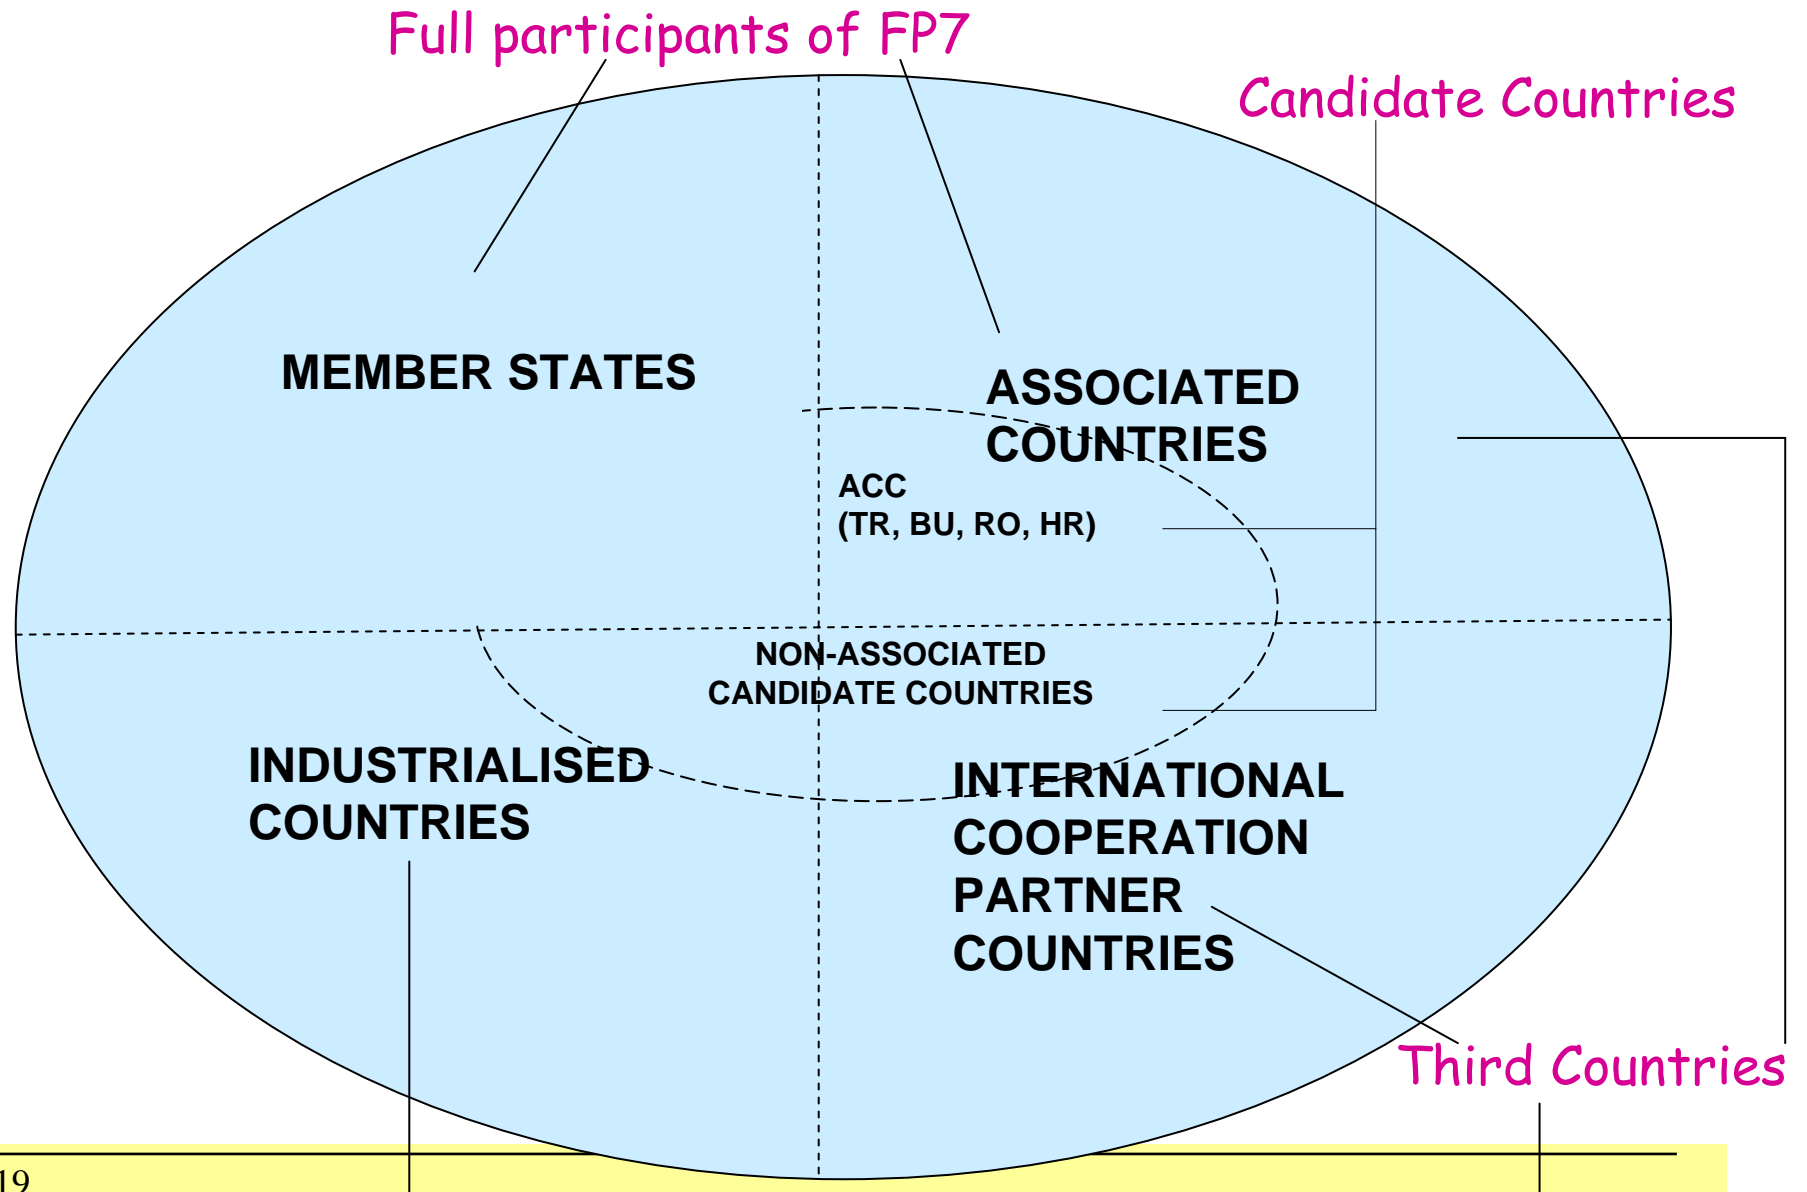 Full participants of FP7
Candidate Countries
MEMBER STATES
ASSOCIATED
COUNTRIES
ACC
(TR, BU, RO, HR)
NON-ASSOCIATED
CANDIDATE COUNTRIES
INDUSTRIALISED
COUNTRIES
INTERNATIONAL
COOPERATION
PARTNER
COUNTRIES
Third Countries
19